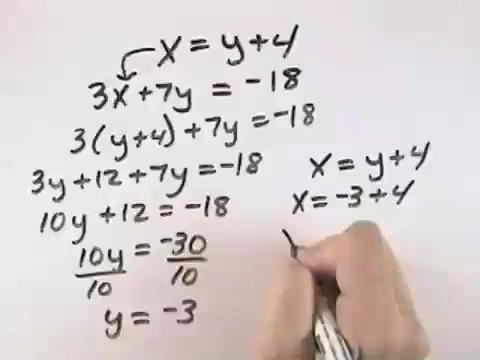 x = y + 4
3x + 7y = -18
3(y+4) + 7y = -18
3y + 12 + 7y = -18
10y + 12 = -18
10y/10 = -30/10
y = -3
x = y + 4
x = -3 + 4